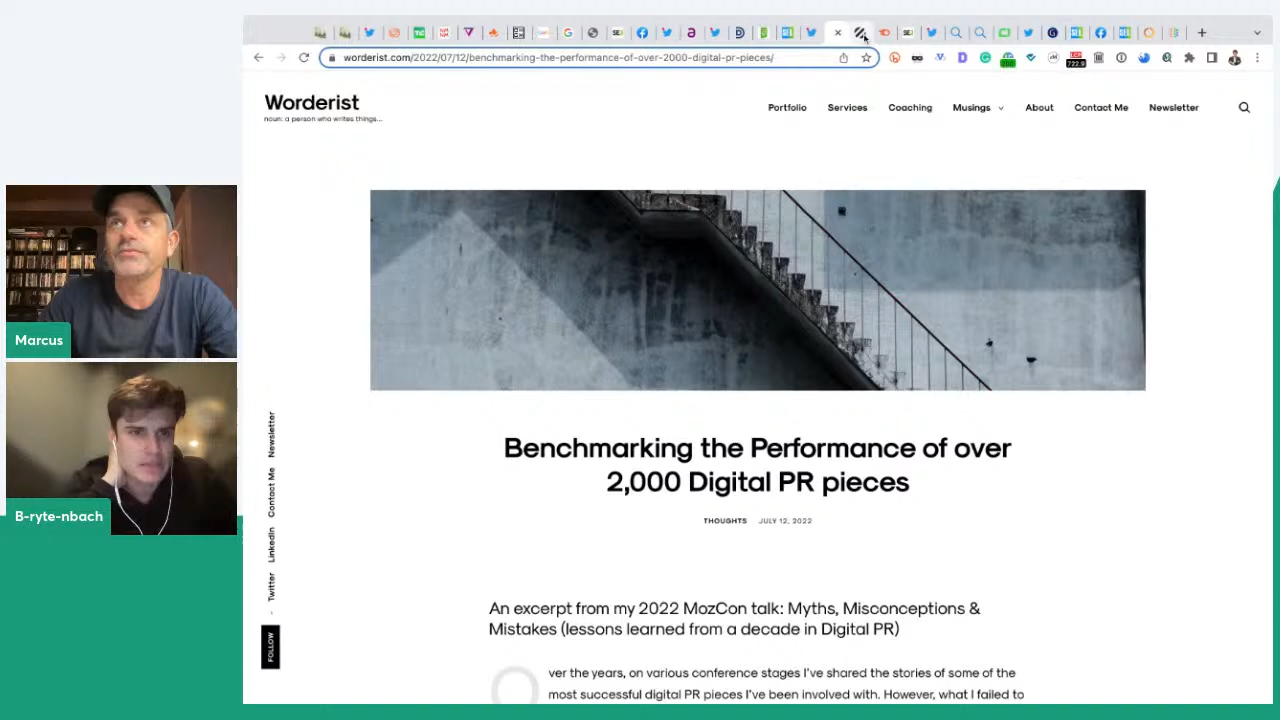 worderist.com/2022/07/12/benchmarking-the-performance-of-over-2000-digital-pr-pieces/
722.9
Worderist
noun: a person who writes things...
Portfolio
Services
Coaching
Musings
About
Contact Me
Newsletter
Marcus
B-ryte-nbach
Newsletter
Contact Me
LinkedIn
Twitter
FOLLOW
Benchmarking the Performance of over
2,000 Digital PR pieces
THOUGHTS JULY 12, 2022
An excerpt from my 2022 MozCon talk: Myths, Misconceptions &
Mistakes (lessons learned from a decade in Digital PR)
Over the years, on various conference stages I've shared the stories of some of the
most successful digital PR pieces I've been involved with. However, what I failed to